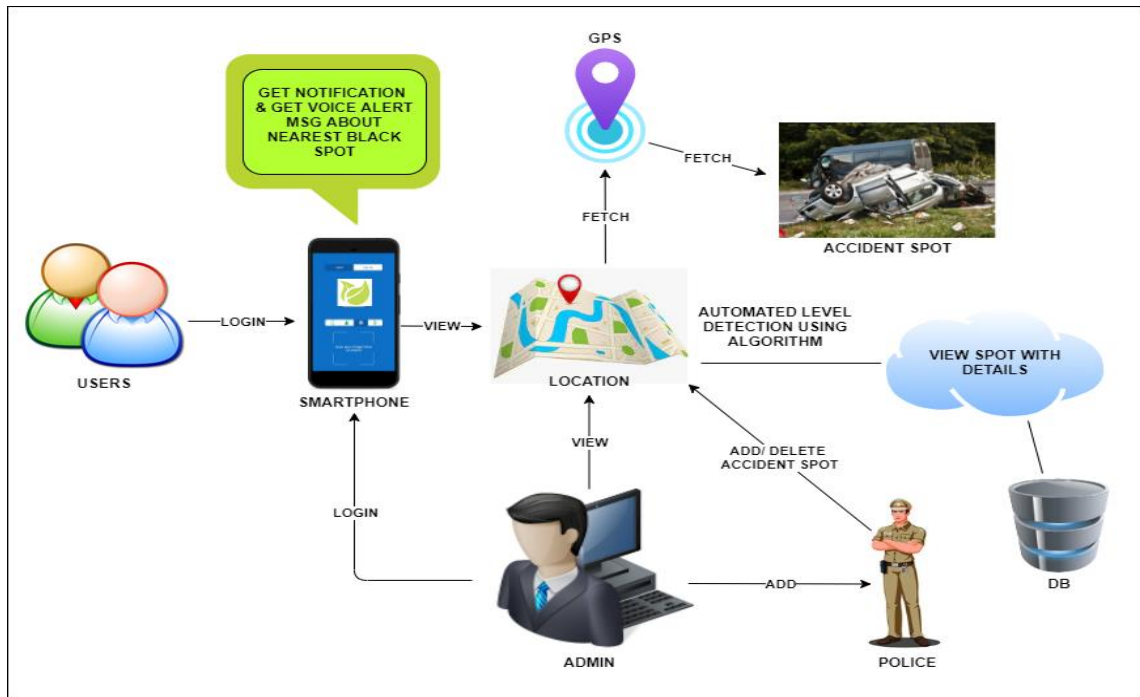 GPS
GET NOTIFICATION
& GET VOICE ALERT
MSG ABOUT
NEAREST BLACK
SPOT
FETCH
ACCIDENT SPOT
FETCH
LOGIN
VIEW
AUTOMATED LEVEL
DETECTION USING
ALGORITHM
VIEW SPOT WITH
DETAILS
USERS
SMARTPHONE
LOCATION
VIEW
ADD/ DELETE
ACCIDENT SPOT
LOGIN
ADD
DB
ADMIN
POLICE